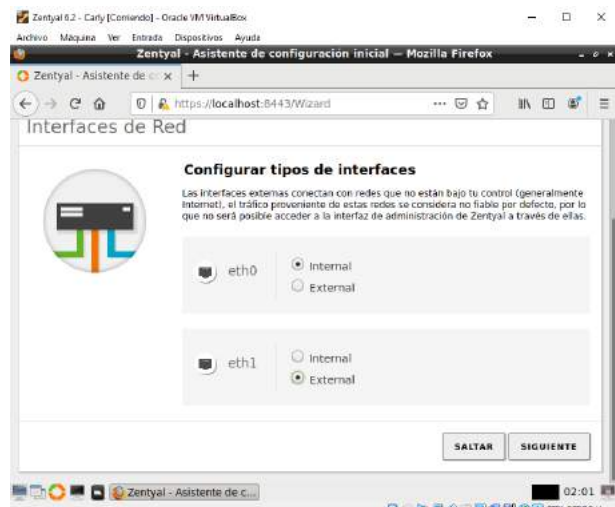 Zentyal 6.2 - Carly [Corriendo] - Oracle VM VirtualBox
Archivo Máquina Ver Entrada Dispositivos Ayuda
Zentyal - Asistente de configuración inicial — Mozilla Firefox
Zentyal - Asistente de
https://localhost:8443/Wizard
Interfaces de Red
Configurar tipos de interfaces
Las interfaces externas conectan con redes que no están bajo tu control (generalmente
Internet), el tráfico proveniente de estas redes se considera no fiable por defecto, por lo
que no será posible acceder a la interfaz de administración de Zentyal a través de ellas.
eth0
Internal
External
eth1
Internal
External
SALTAR SIGUIENTE
Zentyal - Asistente de c...
02:01